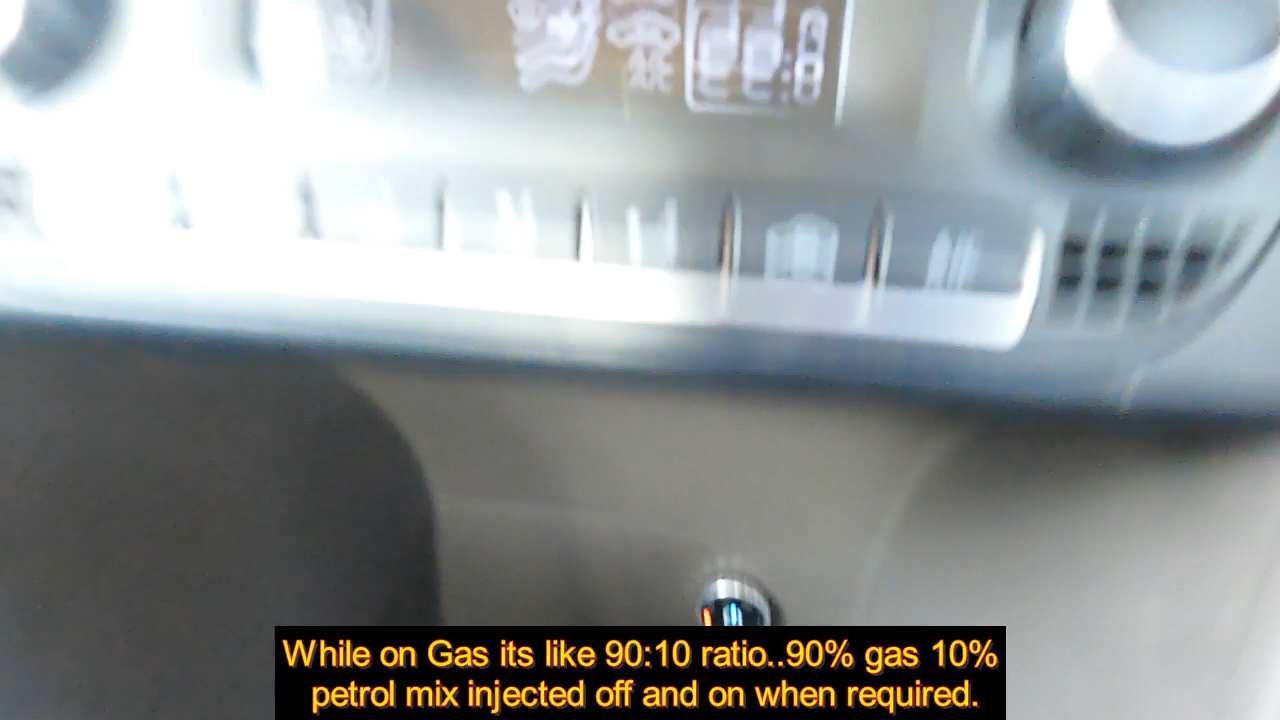 While on Gas its like 90:10 ratio..90% gas 10%
petrol mix injected off and on when required.